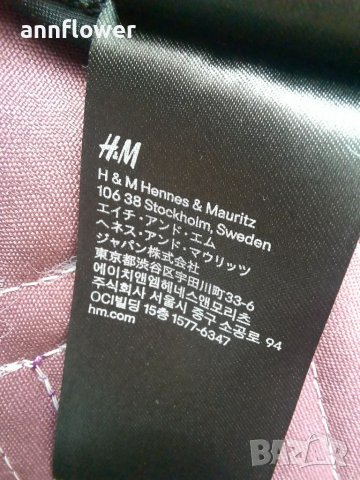 annflower
H&M
H & M Hennes & Mauritz
106 38 Stockholm, Sweden
エイチ・アンド・エム
ヘネス・アンド・マウリッツ
ジャパン株式会社
東京都渋谷区宇田川町33-6
에이치앤엠헤네스앤모리츠
주식회사 서울시 중구 소공로 94
OCI빌딩 15층 1577-6347
hm.com
BAZAR